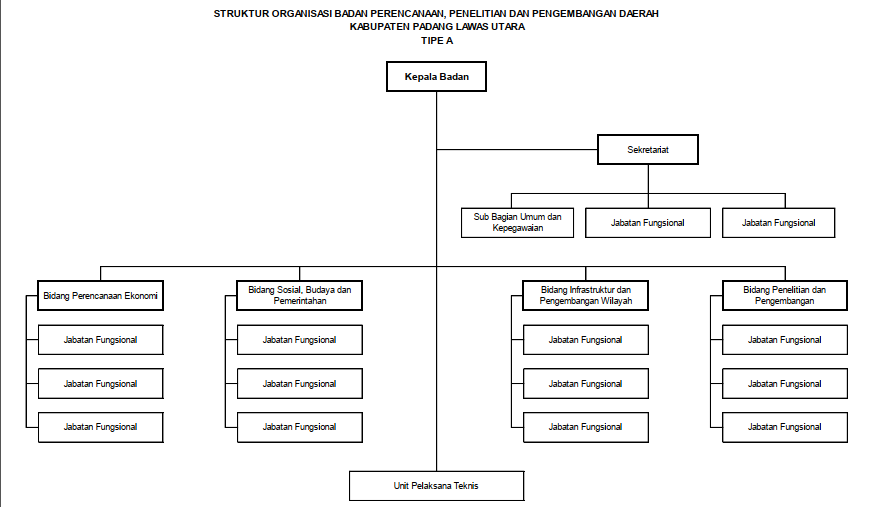 STRUKTUR ORGANISASI BADAN PERENCANAAN, PENELITIAN DAN PENGEMBANGAN DAERAH
KABUPATEN PADANG LAWAS UTARA
TIPE A
Kepala Badan
Sekretariat
Sub Bagian Umum dan
Kepegawaian
Jabatan Fungsional
Jabatan Fungsional
Bidang Perencanaan Ekonomi
Bidang Sosial, Budaya dan
Pemerintahan
Bidang Infrastruktur dan
Pengembangan Wilayah
Bidang Penelitian dan
Pengembangan
Jabatan Fungsional
Jabatan Fungsional
Jabatan Fungsional
Jabatan Fungsional
Jabatan Fungsional
Jabatan Fungsional
Jabatan Fungsional
Jabatan Fungsional
Jabatan Fungsional
Jabatan Fungsional
Jabatan Fungsional
Jabatan Fungsional
Unit Pelaksana Teknis